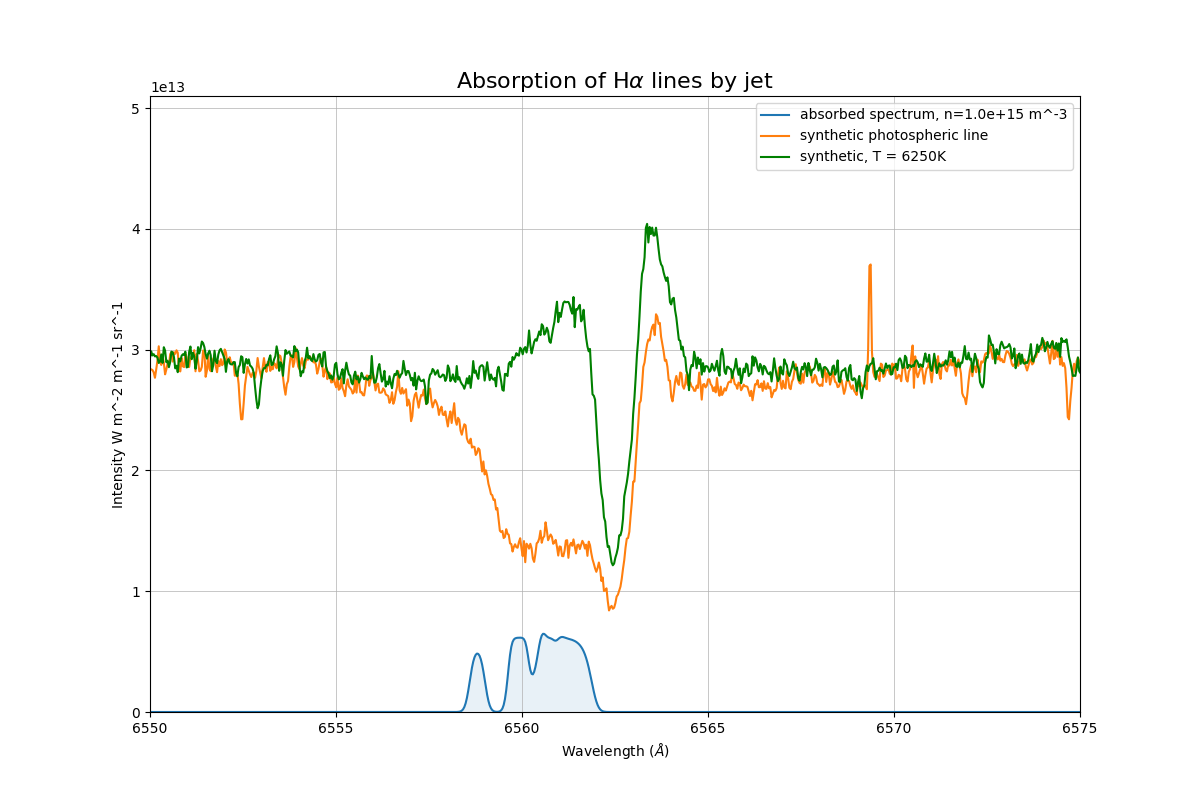 Absorption of Hα lines by jet
1e13
absorbed spectrum, n=1.0e+15 m^-3
synthetic photospheric line
synthetic, T = 6250K
5
4
3
2
1
0
Intensity W m^-2 m^-1 sr^-1
6550 6555 6560 6565 6570 6575
Wavelength (Å)